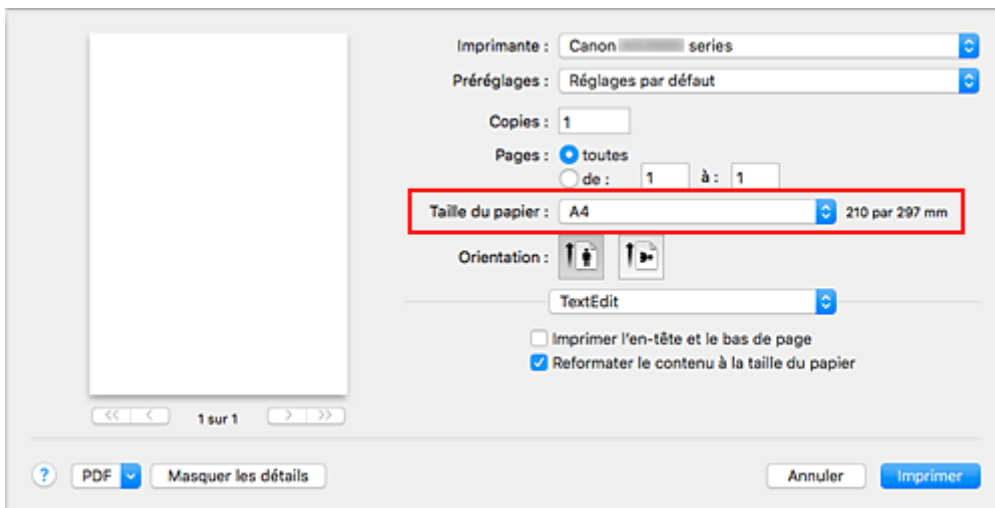 Imprimante : Canon series
Préréglages : Réglages par défaut
Copies : 1
Pages : toutes
de : 1 à : 1
Taille du papier : A4 210 par 297 mm
Orientation :
TextEdit
Imprimer l'en-tête et le bas de page
Reformater le contenu à la taille du papier
<< < 1 sur 1 > >>
? PDF Masquer les détails Annuler Imprimer